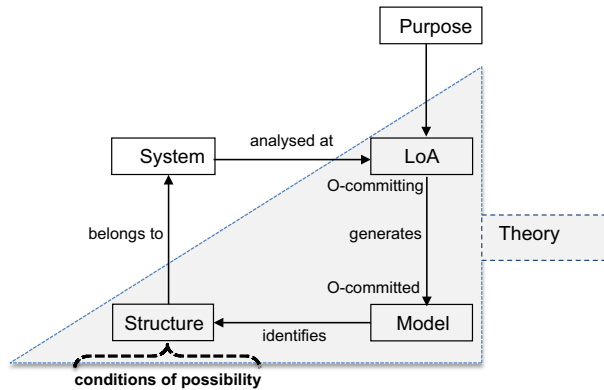 Purpose
analysed at
System
LoA
O-committing
belongs to
generates
Theory
O-committed
Structure
identifies
Model
conditions of possibility